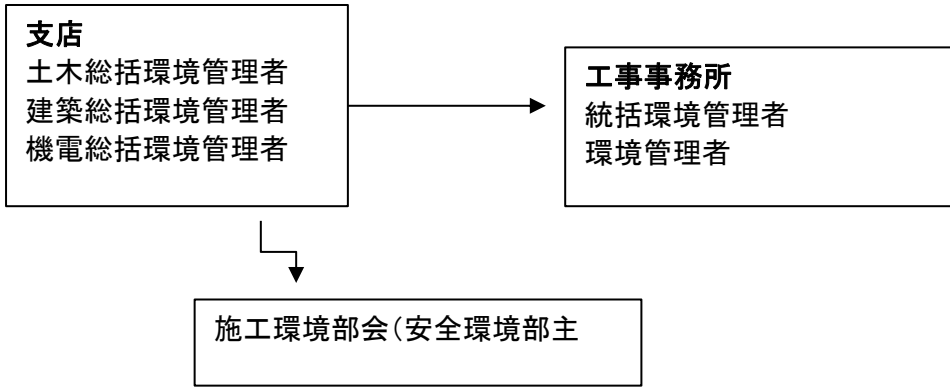 支店
土木総括環境管理者
建築総括環境管理者
機電総括環境管理者
工事事務所
統括環境管理者
環境管理者
施工環境部会(安全環境部主